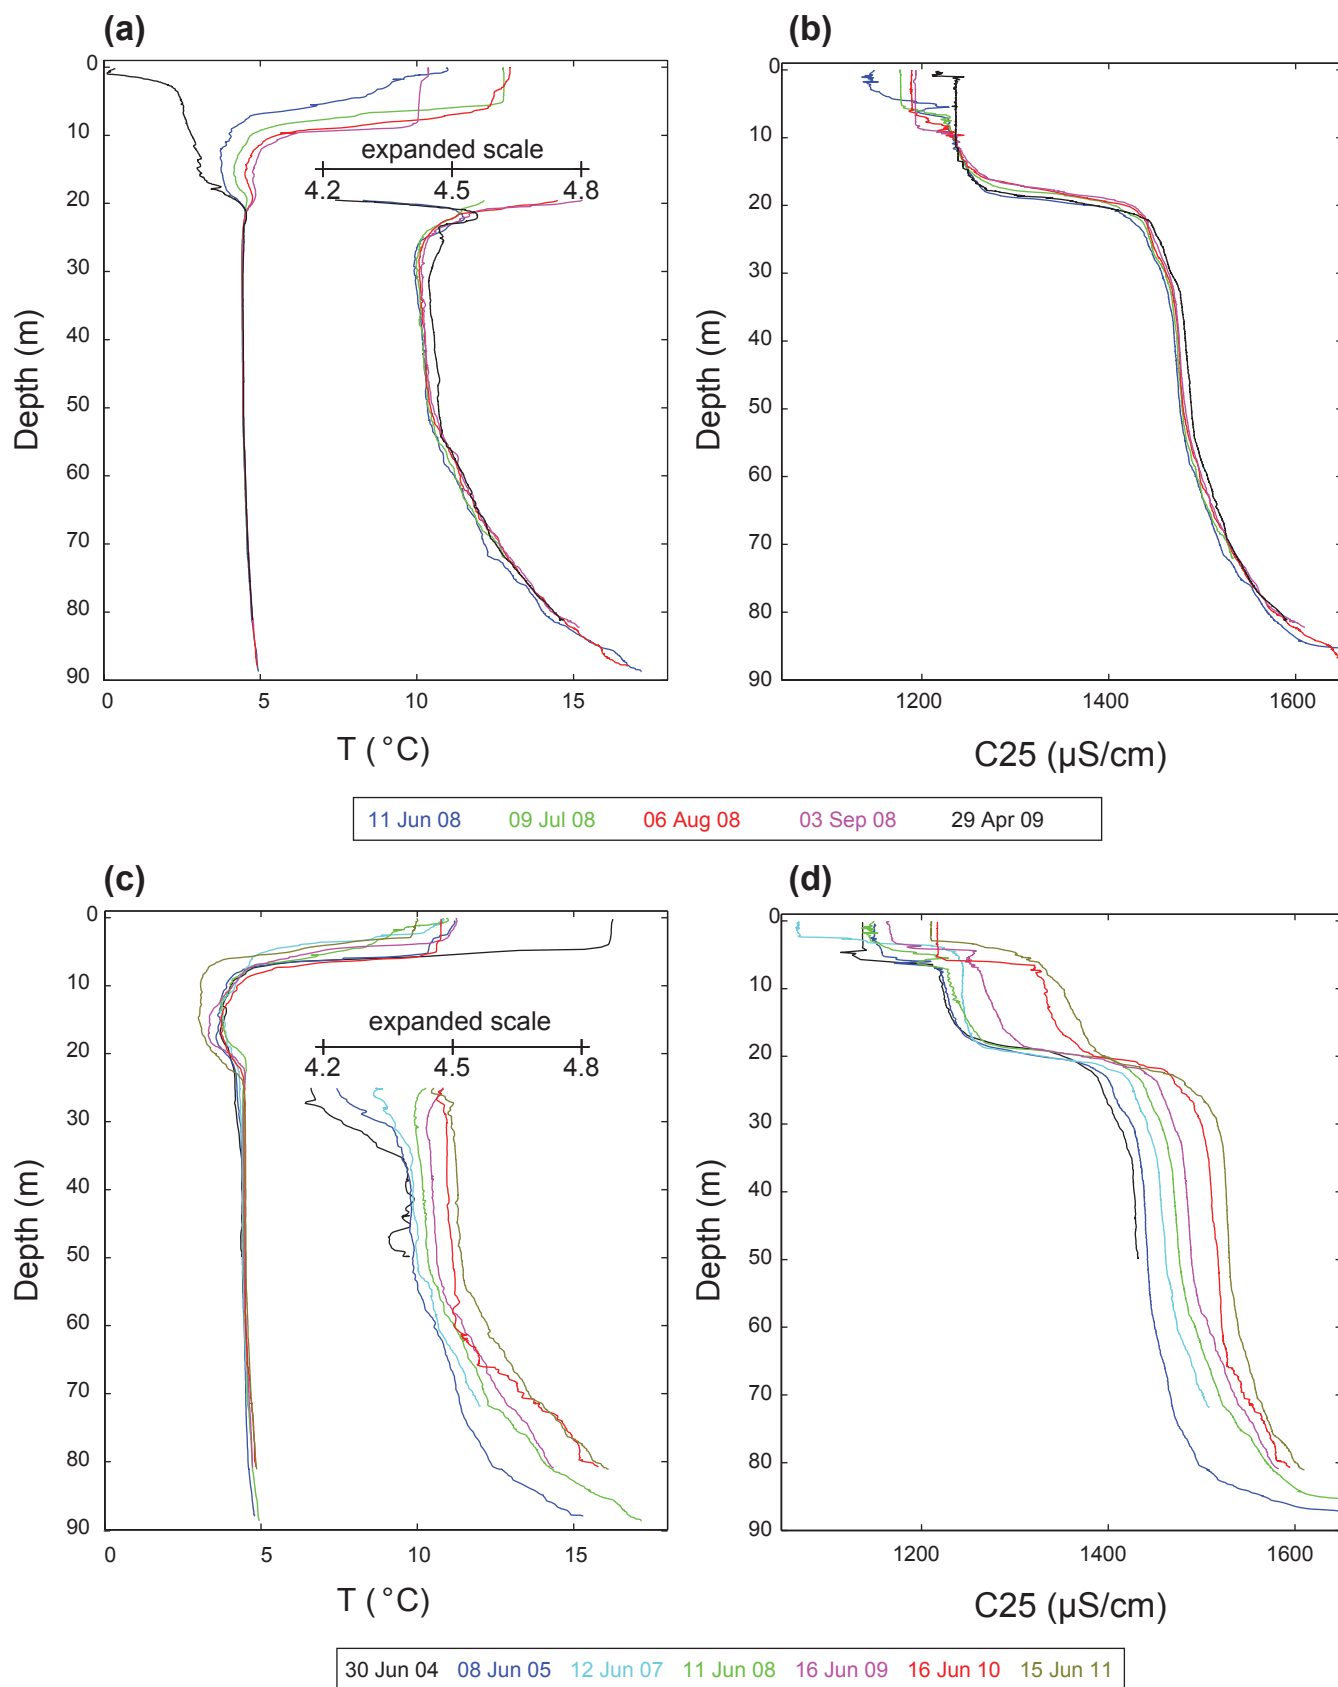 (a)
(b)
0
10
20
30
40
50
60
70
80
90
Depth (m)
expanded scale
4.2 4.5 4.8
0 5 10 15
T (°C)
0
10
20
30
40
50
60
70
80
90
Depth (m)
1200 1400 1600
C25 (µS/cm)
11 Jun 08 09 Jul 08 06 Aug 08 03 Sep 08 29 Apr 09
(c)
(d)
0
10
20
30
40
50
60
70
80
90
Depth (m)
expanded scale
4.2 4.5 4.8
0 5 10 15
T (°C)
0
10
20
30
40
50
60
70
80
90
Depth (m)
1200 1400 1600
C25 (µS/cm)
30 Jun 04 08 Jun 05 12 Jun 07 11 Jun 08 16 Jun 09 16 Jun 10 15 Jun 11